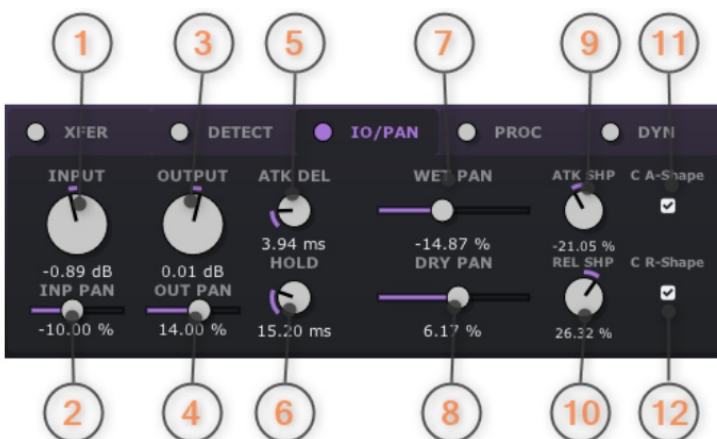 1 3 5 7 9 11
XFER DETECT IO/PAN PROC DYN
INPUT OUTPUT ATK DEL WET PAN ATK SHP C A-Shape
3.94 ms -14.87 % -21.05 %
-0.89 dB 0.01 dB HOLD DRY PAN REL SHP C R-Shape
INP PAN OUT PAN
-10.00 % 14.00 % 15.20 ms 6.17 % 26.32 %
2 4 6 8 10 12